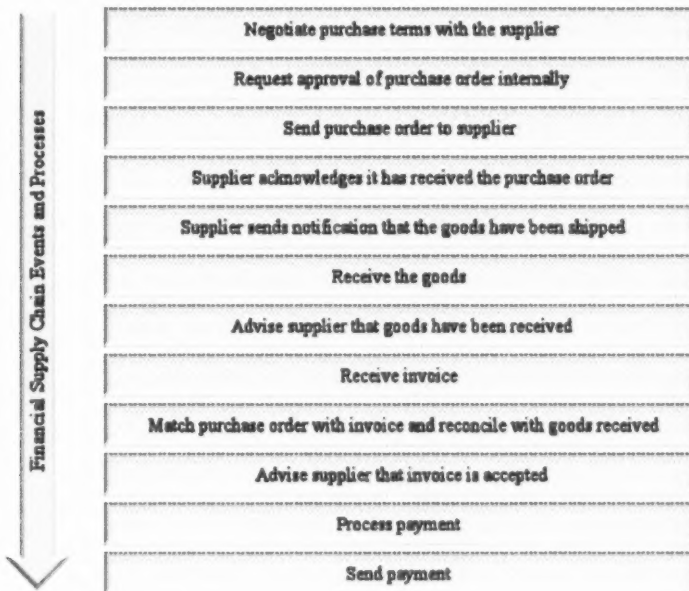 Financial Supply Chain Events and Processes
Negotiate purchase terms with the supplier
Request approval of purchase order internally
Send purchase order to supplier
Supplier acknowledges it has received the purchase order
Supplier sends notification that the goods have been shipped
Receive the goods
Advise supplier that goods have been received
Receive invoice
Match purchase order with invoice and reconcile with goods received
Advise supplier that invoice is accepted
Process payment
Send payment